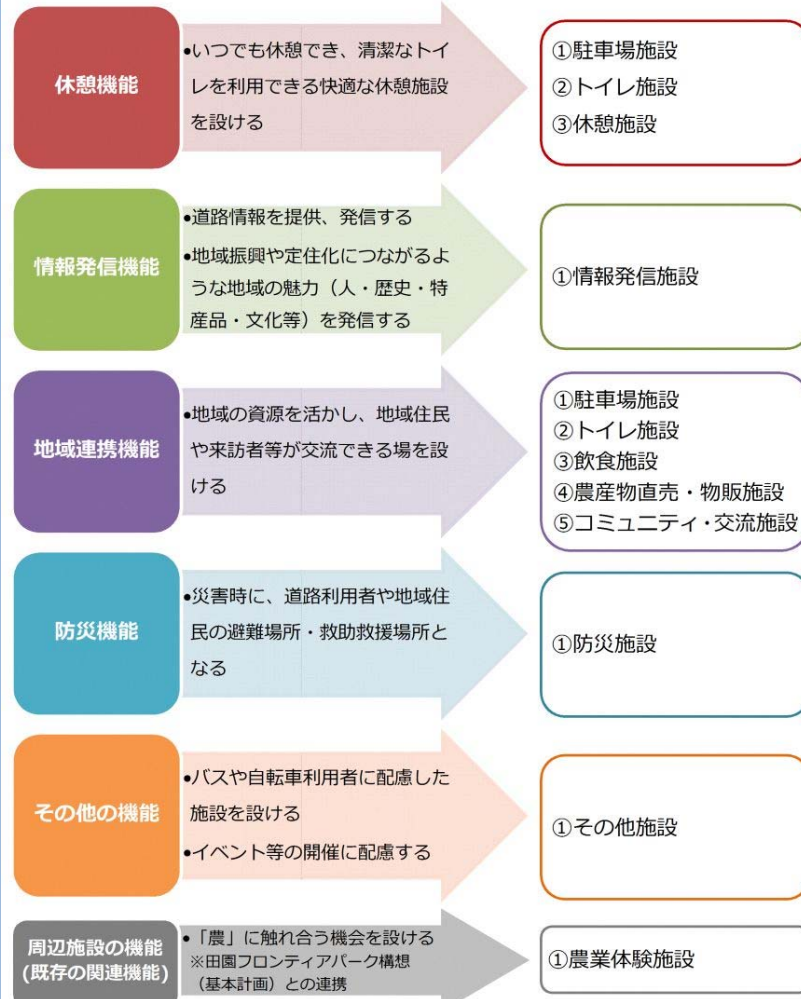 休憩機能
•いつでも休憩でき、清潔なトイ
レを利用できる快適な休憩施設
を設ける
①駐車場施設
②トイレ施設
③休憩施設
情報発信機能
•道路情報を提供、発信する
•地域振興や定住化につながるよ
うな地域の魅力（人・歴史・特
産品・文化等）を発信する
①情報発信施設
地域連携機能
•地域の資源を活かし、地域住民
や来訪者等が交流できる場を設
ける
①駐車場施設
②トイレ施設
③飲食施設
④農産物直売・物販施設
⑤コミュニティ・交流施設
防災機能
•災害時に、道路利用者や地域住
民の避難場所・救助救援場所と
なる
①防災施設
その他の機能
•バスや自転車利用者に配慮した
施設を設ける
•イベント等の開催に配慮する
①その他施設
周辺施設の機能
(既存の関連機能)
•「農」に触れ合う機会を設ける
※田園フロンティアパーク構想
（基本計画）との連携
①農業体験施設